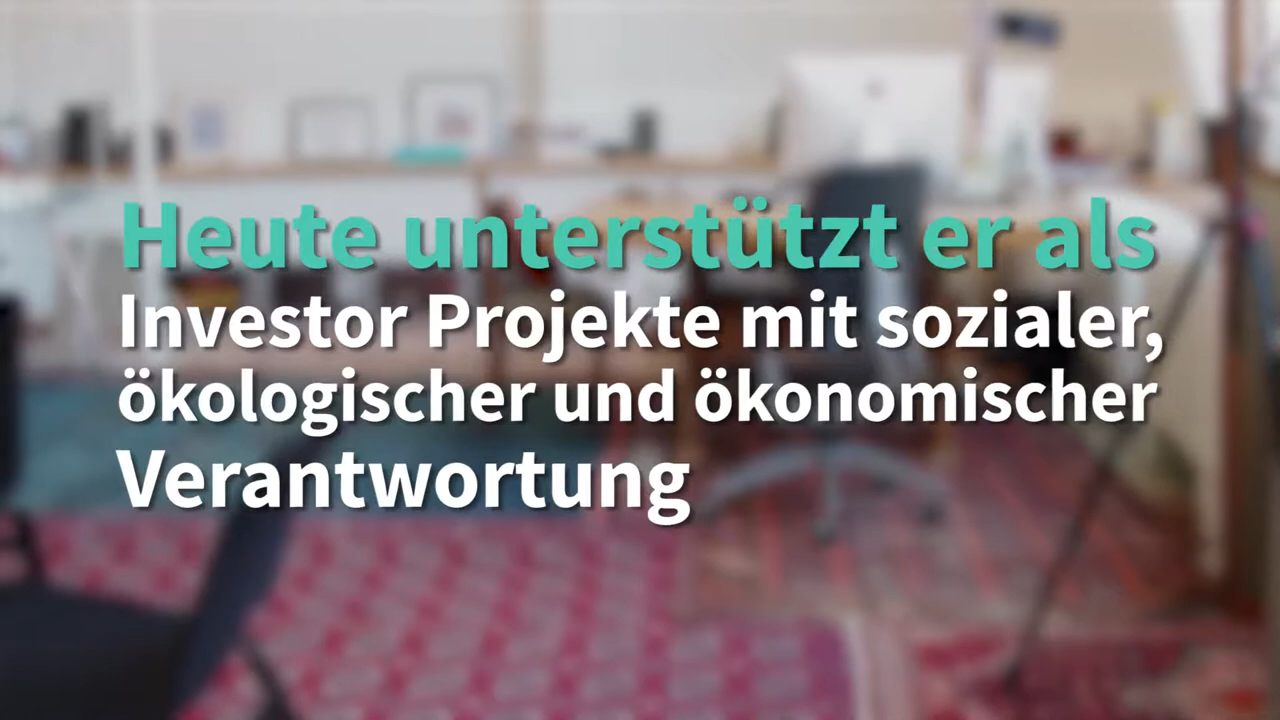 Heute unterstützt er als
Investor Projekte mit sozialer,
ökologischer und ökonomischer
Verantwortung